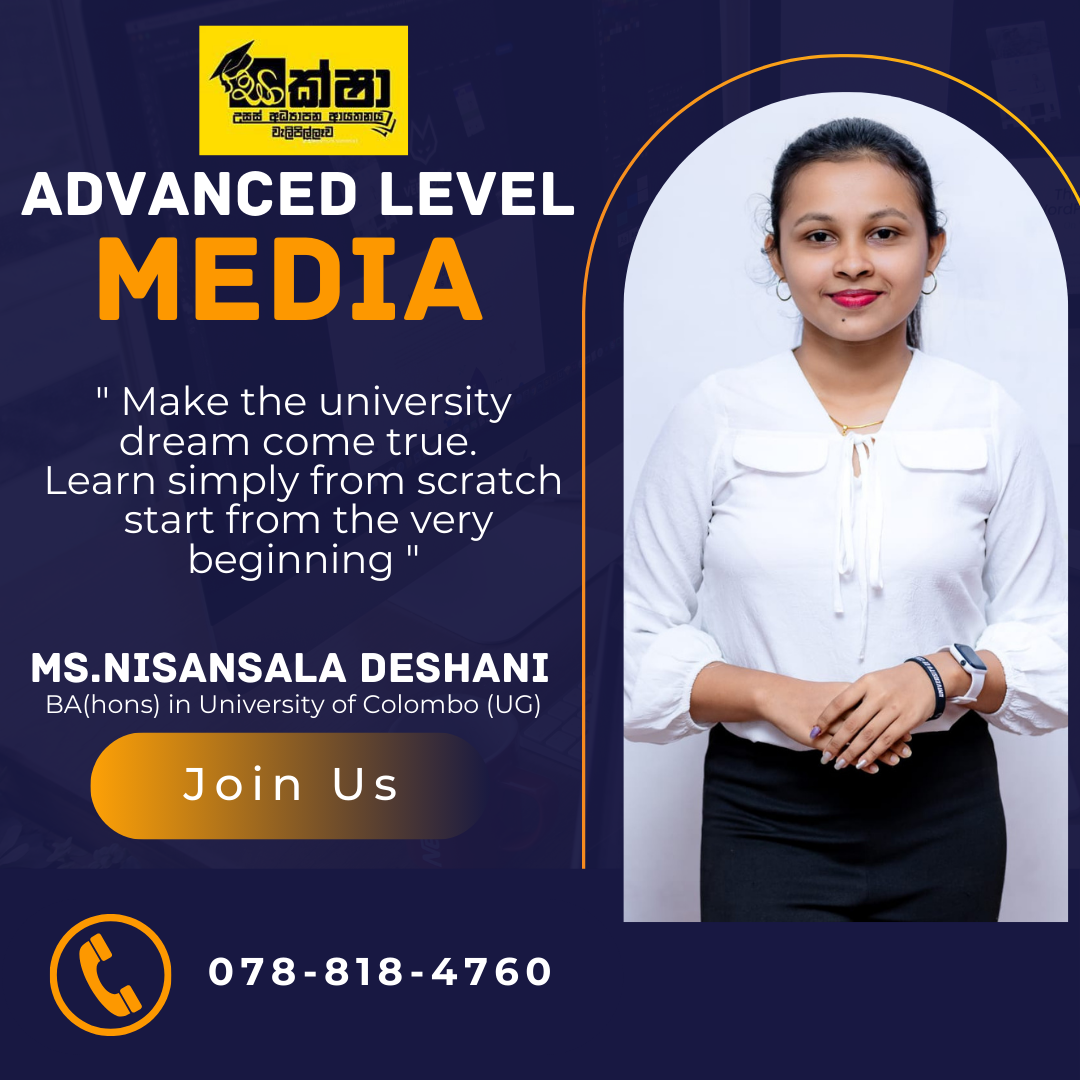 සක්ෂා
උසස් අධ්‍යාපන ආයතනය
වැලිපිල්ලෑව
ADVANCED LEVEL
MEDIA
" Make the university
dream come true.
Learn simply from scratch
start from the very
beginning "
MS.NISANSALA DESHANI
BA(hons) in University of Colombo (UG)
Join Us
078-818-4760